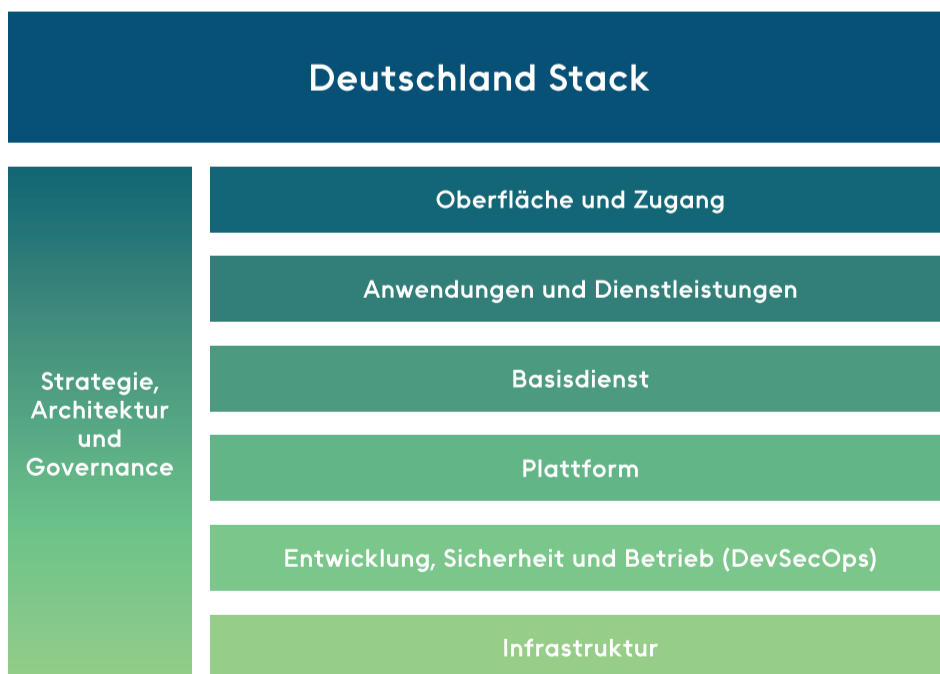 Deutschland Stack
Strategie,
Architektur
und
Governance
Oberfläche und Zugang
Anwendungen und Dienstleistungen
Basisdienst
Plattform
Entwicklung, Sicherheit und Betrieb (DevSecOps)
Infrastruktur